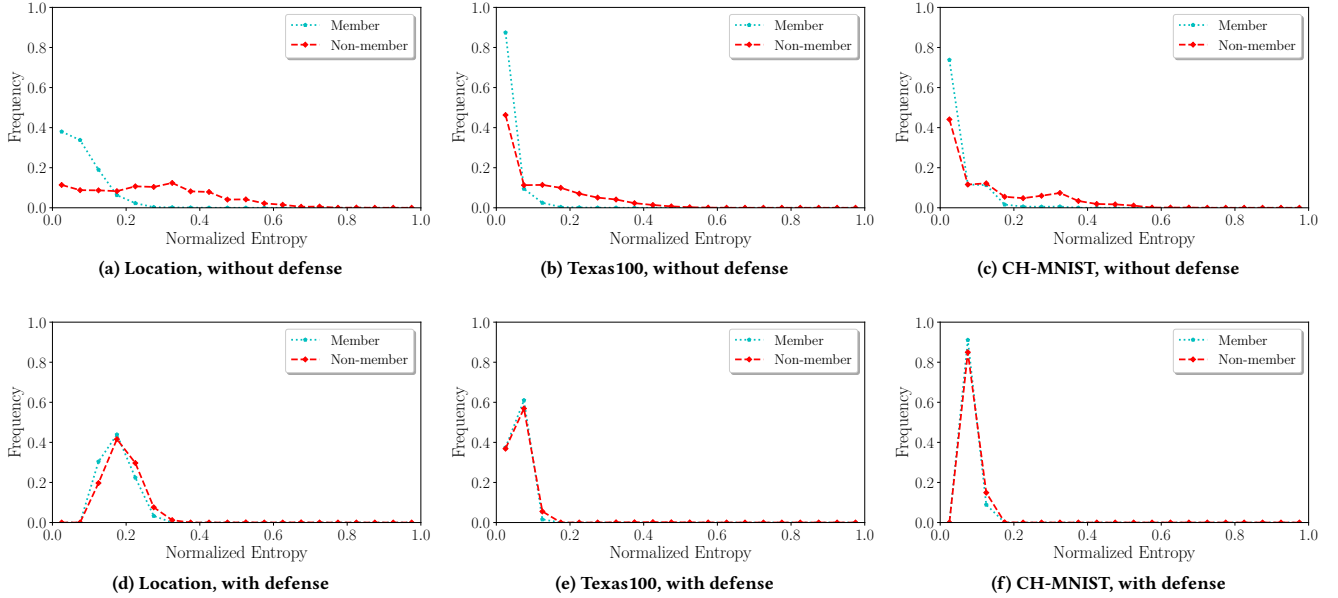 1.0
0.8
0.6
0.4
0.2
0.0
Frequency
Member
Non-member
0.0 0.2 0.4 0.6 0.8 1.0
Normalized Entropy
(a) Location, without defense
1.0
0.8
0.6
0.4
0.2
0.0
Frequency
Member
Non-member
0.0 0.2 0.4 0.6 0.8 1.0
Normalized Entropy
(b) Texas100, without defense
1.0
0.8
0.6
0.4
0.2
0.0
Frequency
Member
Non-member
0.0 0.2 0.4 0.6 0.8 1.0
Normalized Entropy
(c) CH-MNIST, without defense
1.0
0.8
0.6
0.4
0.2
0.0
Frequency
Member
Non-member
0.0 0.2 0.4 0.6 0.8 1.0
Normalized Entropy
(d) Location, with defense
1.0
0.8
0.6
0.4
0.2
0.0
Frequency
Member
Non-member
0.0 0.2 0.4 0.6 0.8 1.0
Normalized Entropy
(e) Texas100, with defense
1.0
0.8
0.6
0.4
0.2
0.0
Frequency
Member
Non-member
0.0 0.2 0.4 0.6 0.8 1.0
Normalized Entropy
(f) CH-MNIST, with defense